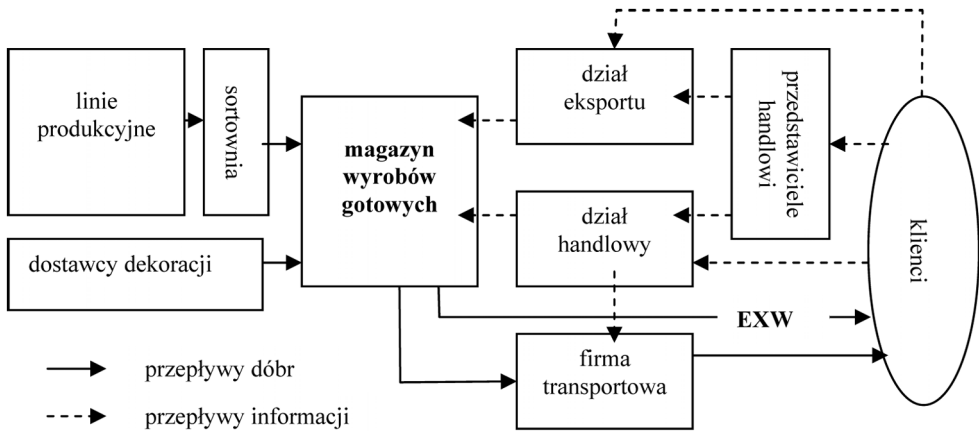 linie
produkcyjne
sortownia
dostawcy dekoracji
magazyn
wyrobów
gotowych
dział
eksportu
dział
handlowy
przedstawiciele
handlowi
klienci
EXW
firma
transportowa
przepływy dóbr
przepływy informacji